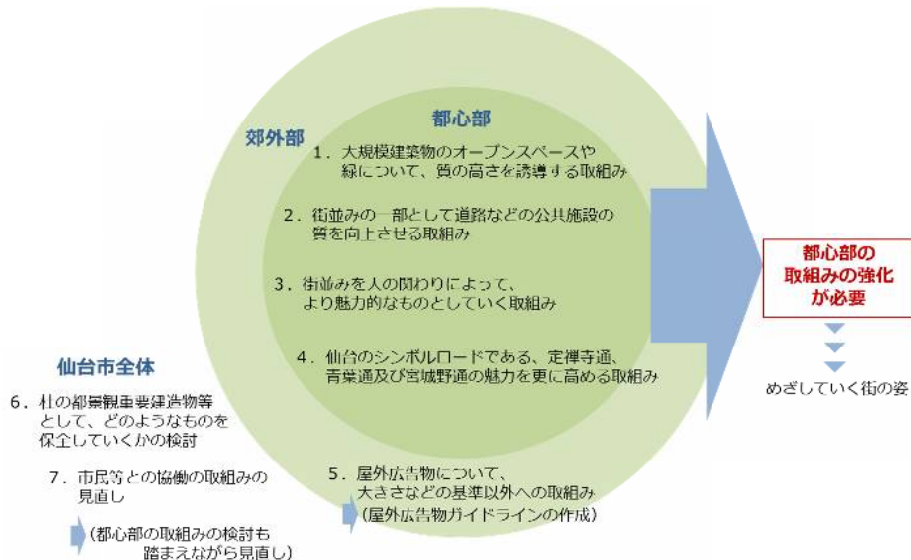 都心部
郊外部
1．大規模建築物のオープンスペースや
緑について、質の高さを誘導する取組み
2．街並みの一部として道路などの公共施設の
質を向上させる取組み
3．街並みを人の関わりによって、
より魅力的なものとしていく取組み
4．仙台のシンボルロードである、定禅寺通、
青葉通及び宮城野通の魅力を更に高める取組み
都心部の
取組みの強化
が必要
めざしていく街の姿
仙台市全体
6．杜の都景観重要建造物等
として、どのようなものを
保全していくかの検討
7．市民等との協働の取組みの
見直し
（都心部の取組みの検討も
踏まえながら見直し）
5．屋外広告物について、
大きさなどの基準以外への取組み
（屋外広告物ガイドラインの作成）